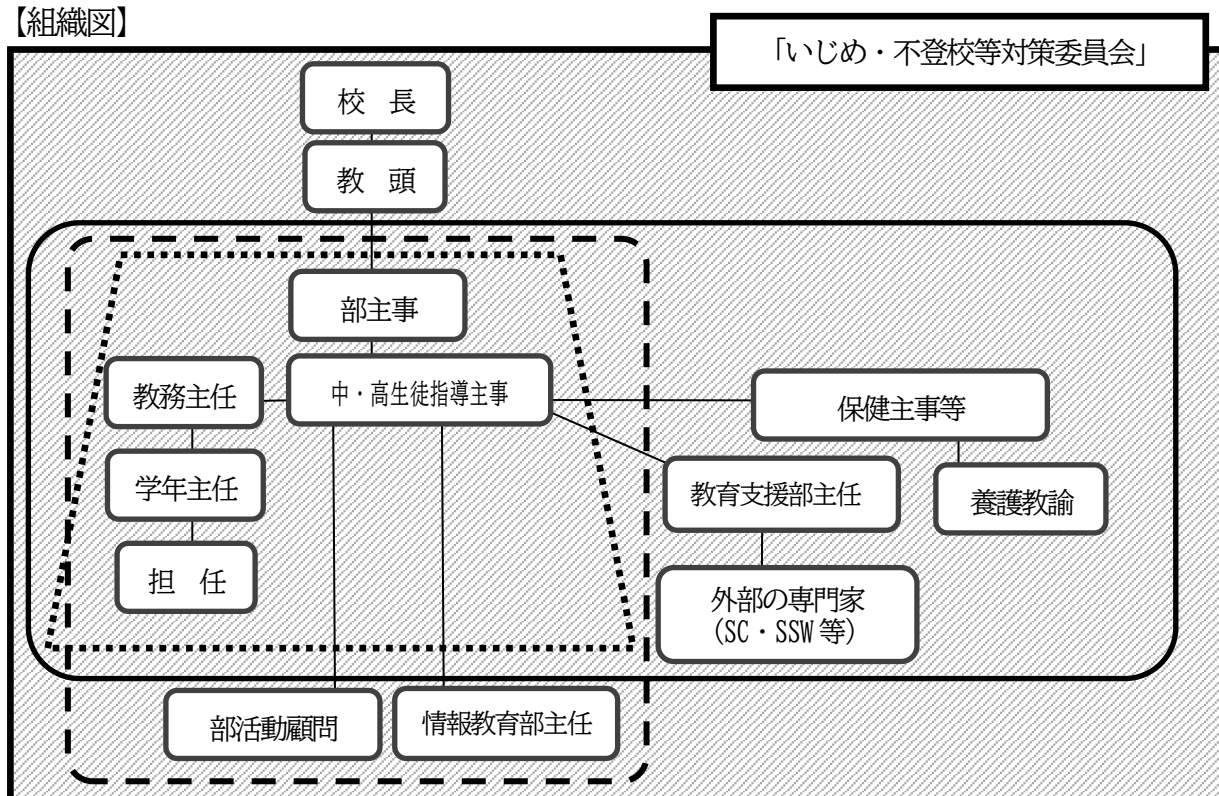 【組織図】
「いじめ・不登校等対策委員会」
校　長
教　頭
部主事
中・高生徒指導主事
教務主任
学年主任
担　任
保健主事等
教育支援部主任
養護教諭
外部の専門家
(SC・SSW 等)
部活動顧問
情報教育部主任